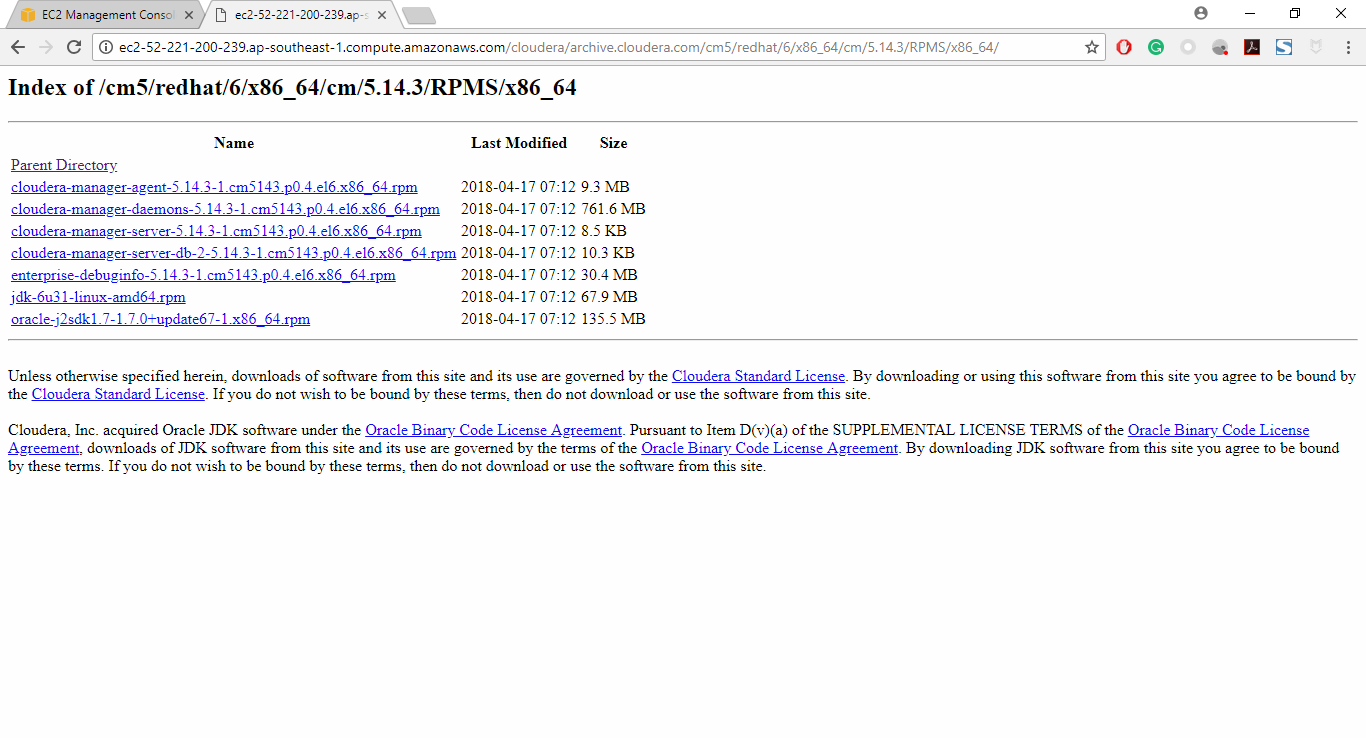 EC2 Management Consol
ec2-52-221-200-239.ap-s
ec2-52-221-200-239.ap-southeast-1.compute.amazonaws.com/cloudera/archive.cloudera.com/cm5/redhat/6/x86_64/cm/5.14.3/RPMS/x86_64/
Index of /cm5/redhat/6/x86_64/cm/5.14.3/RPMS/x86_64
Name Last Modified Size
Parent Directory
cloudera-manager-agent-5.14.3-1.cm5143.p0.4.el6.x86_64.rpm 2018-04-17 07:12 9.3 MB
cloudera-manager-daemons-5.14.3-1.cm5143.p0.4.el6.x86_64.rpm 2018-04-17 07:12 761.6 MB
cloudera-manager-server-5.14.3-1.cm5143.p0.4.el6.x86_64.rpm 2018-04-17 07:12 8.5 KB
cloudera-manager-server-db-2-5.14.3-1.cm5143.p0.4.el6.x86_64.rpm 2018-04-17 07:12 10.3 KB
enterprise-debuginfo-5.14.3-1.cm5143.p0.4.el6.x86_64.rpm 2018-04-17 07:12 30.4 MB
jdk-6u31-linux-amd64.rpm 2018-04-17 07:12 67.9 MB
oracle-j2sdk1.7-1.7.0+update67-1.x86_64.rpm 2018-04-17 07:12 135.5 MB
Unless otherwise specified herein, downloads of software from this site and its use are governed by the Cloudera Standard License. By downloading or using this software from this site you agree to be bound by
the Cloudera Standard License. If you do not wish to be bound by these terms, then do not download or use the software from this site.
Cloudera, Inc. acquired Oracle JDK software under the Oracle Binary Code License Agreement. Pursuant to Item D(v)(a) of the SUPPLEMENTAL LICENSE TERMS of the Oracle Binary Code License
Agreement, downloads of JDK software from this site and its use are governed by the terms of the Oracle Binary Code License Agreement. By downloading JDK software from this site you agree to be bound
by these terms. If you do not wish to be bound by these terms, then do not download or use the software from this site.